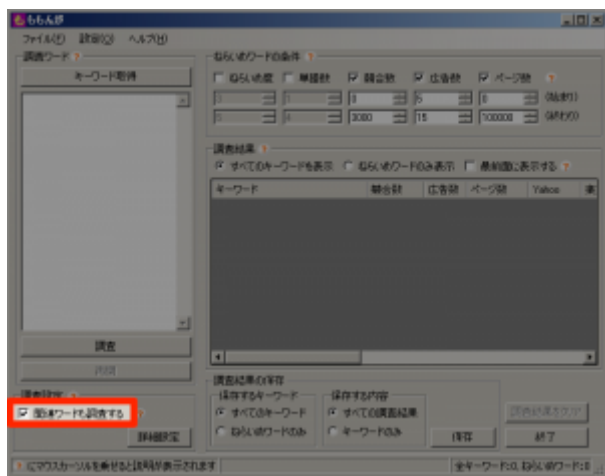 ららんぼ
ファイル(F) 設定(Q) ヘルプ(H)
調査ワード ?
キーワード取得
調査
再開
調査設定 ?
関連ワードも調査する ?
詳細設定
ねらいめワードの条件 ?
ねらいめ度 単語数 競合数 広告数 ページ数 ?
0 5 0 (始まり)
3000 15 100000 (終わり)
調査結果 ?
すべてのキーワードを表示 ねらいめワードのみ表示 最前面に表示する ?
キーワード 競合数 広告数 ページ数 Yahoo
調査結果の保存
保存するキーワード
すべてのキーワード
ねらいめワードのみ
保存する内容
すべての調査結果
キーワードのみ
保存
調査結果をクリア
終了
? にマウスカーソルを乗せると説明が表示されます
全キーワード:0, ねらいめワード:0